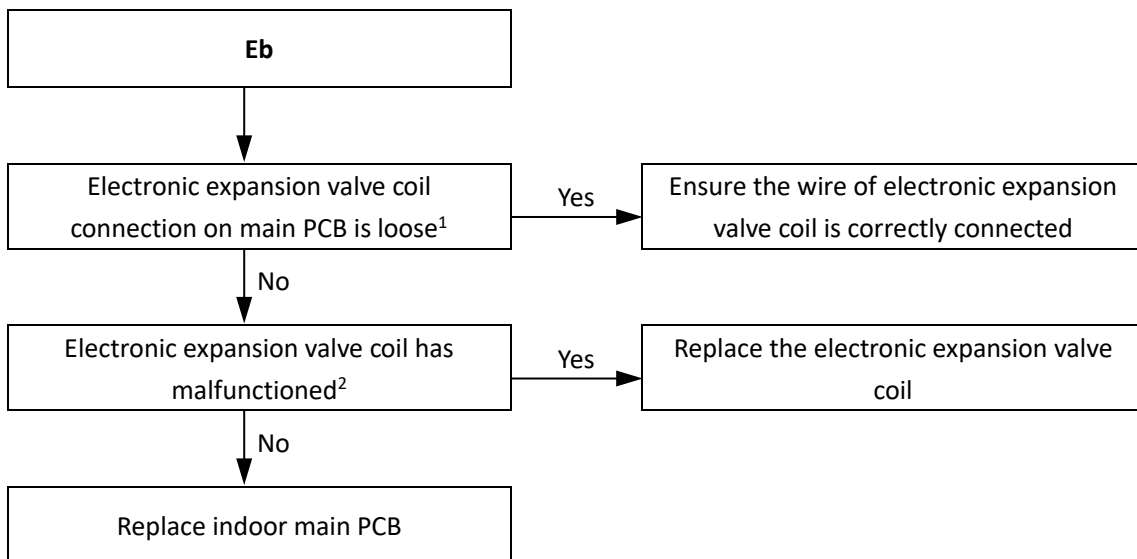 Eb
Electronic expansion valve coil
connection on main PCB is loose¹
Yes
Ensure the wire of electronic expansion
valve coil is correctly connected
No
Electronic expansion valve coil has
malfunctioned²
Yes
Replace the electronic expansion valve
coil
No
Replace indoor main PCB